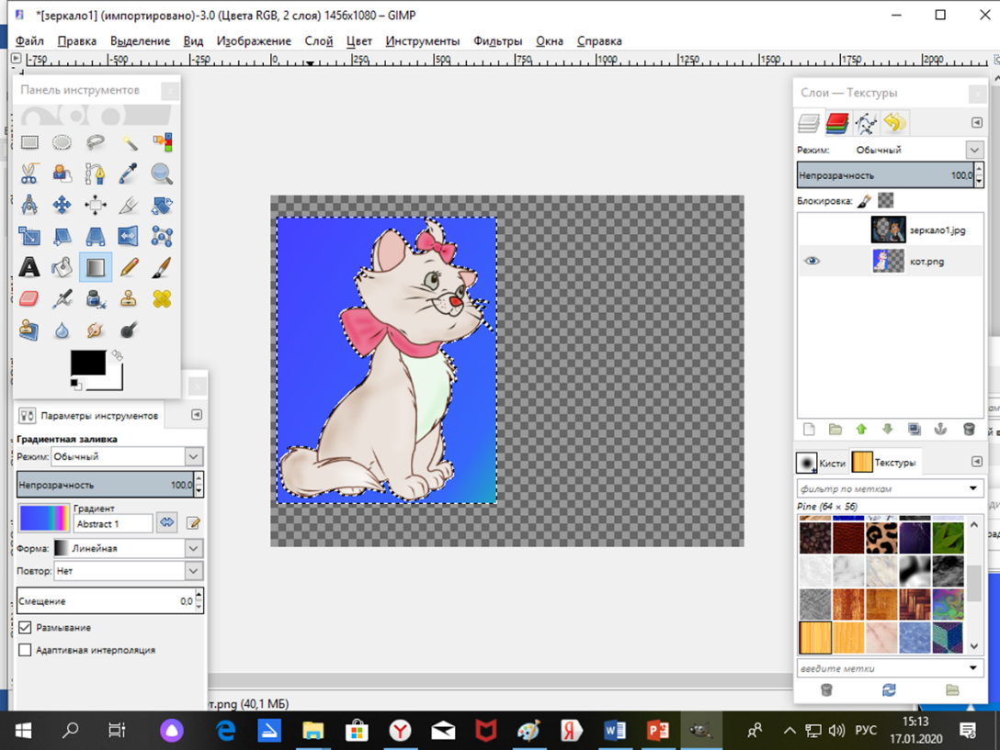 *[зеркало1] (импортировано)-3.0 (Цвета RGB, 2 слоя) 1456x1080 – GIMP
Файл Правка Выделение Вид Изображение Слой Цвет Инструменты Фильтры Окна Справка
-750 -500 -250 0 250 500 750 1000 1250 1500 1750 2000
Панель инструментов
Параметры инструментов
Градиентная заливка
Режим: Обычный
Непрозрачность 100,0
Градиент
Abstract 1
Форма: Линейная
Повтор: Нет
Смещение 0,0
Размывание
Адаптивная интерполяция
т.png (40,1 МБ)
Слои — Текстуры
Режим: Обычный
Непрозрачность 100,0
Блокировка:
зеркало1.jpg
кот.png
Кисти Текстуры
фильтр по меткам
Pine (64 × 56)
введите метки
РУС
15:13
17.01.2020